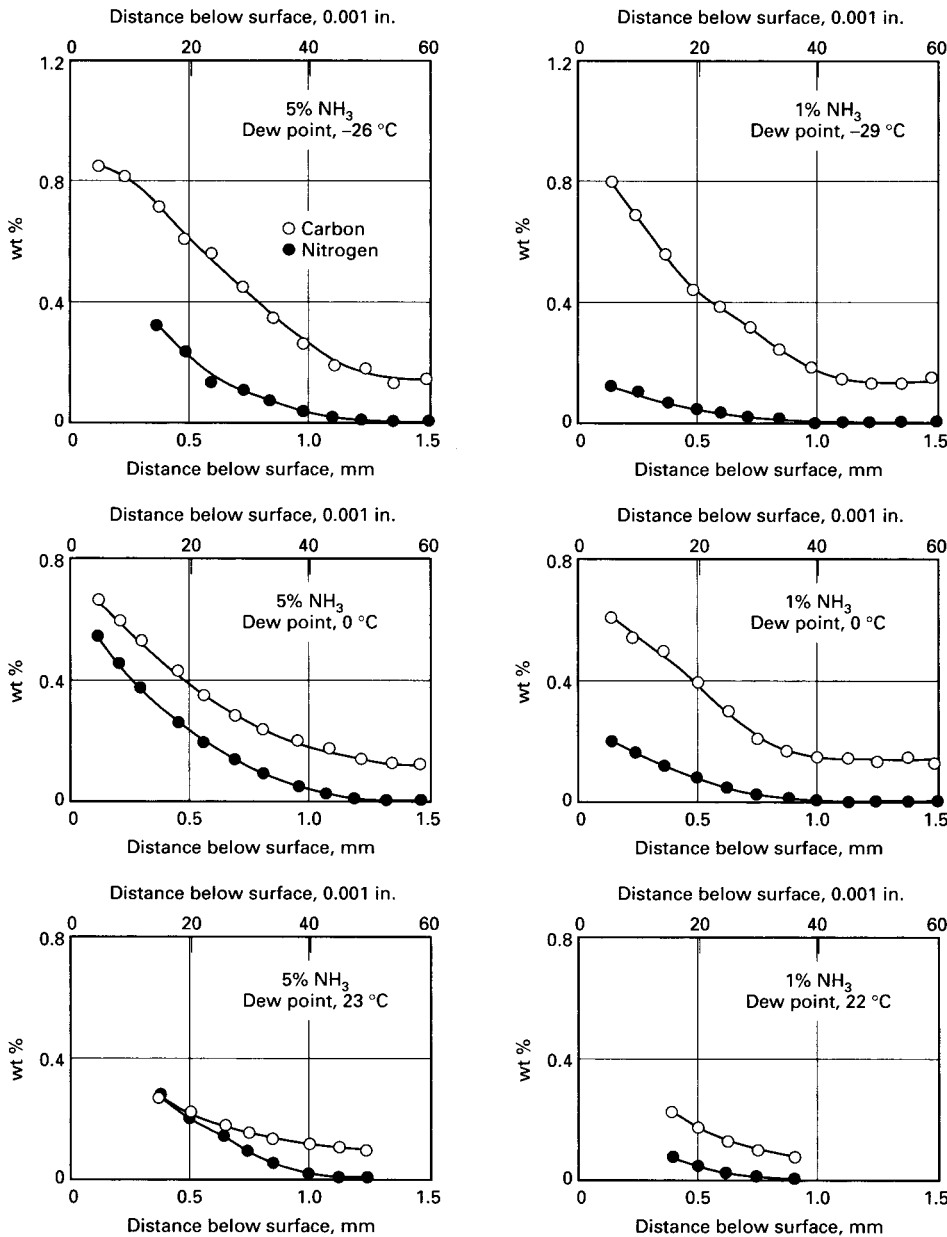 Distance below surface, 0.001 in.
0 20 40 60
1.2
0.8
0.4
0
wt %
5% NH3
Dew point, –26 °C
Carbon
Nitrogen
0 0.5 1.0 1.5
Distance below surface, mm
Distance below surface, 0.001 in.
0 20 40 60
1.2
0.8
0.4
0
wt %
1% NH3
Dew point, –29 °C
0 0.5 1.0 1.5
Distance below surface, mm
Distance below surface, 0.001 in.
0 20 40 60
0.8
0.4
0
wt %
5% NH3
Dew point, 0 °C
0 0.5 1.0 1.5
Distance below surface, mm
Distance below surface, 0.001 in.
0 20 40 60
0.8
0.4
0
wt %
1% NH3
Dew point, 0 °C
0 0.5 1.0 1.5
Distance below surface, mm
Distance below surface, 0.001 in.
0 20 40 60
0.8
0.4
0
wt %
5% NH3
Dew point, 23 °C
0 0.5 1.0 1.5
Distance below surface, mm
Distance below surface, 0.001 in.
0 20 40 60
0.8
0.4
0
wt %
1% NH3
Dew point, 22 °C
0 0.5 1.0 1.5
Distance below surface, mm